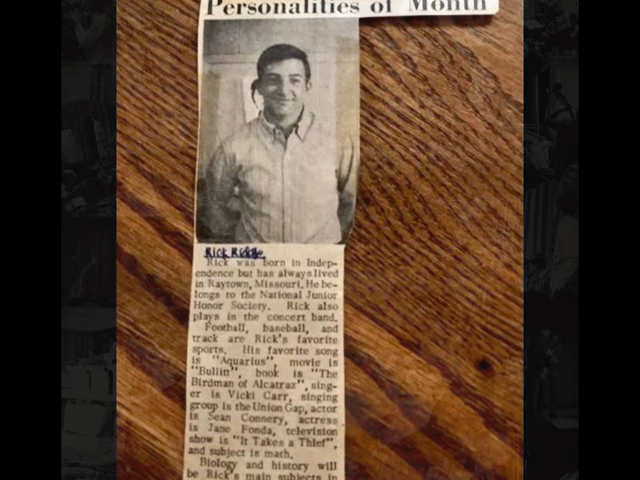 Personalities of Month
Rick
Rick was born in Indep-
endence but has always lived
in Raytown, Missouri. He be-
longs to the National Junior
Honor Society. Rick also
plays in the concert band.
Football, baseball, and
track are Rick's favorite
sports. His favorite song
is "Aquarius", movie is
"Bullitt", book is "The
Birdman of Alcatraz", sing-
er is Vicki Carr, singing
group is the Union Gap, actor
is Sean Connery, actress
is Jane Fonda, television
show is "It Takes a Thief",
and subject is math.
Biology and history will
be Rick's main subjects in